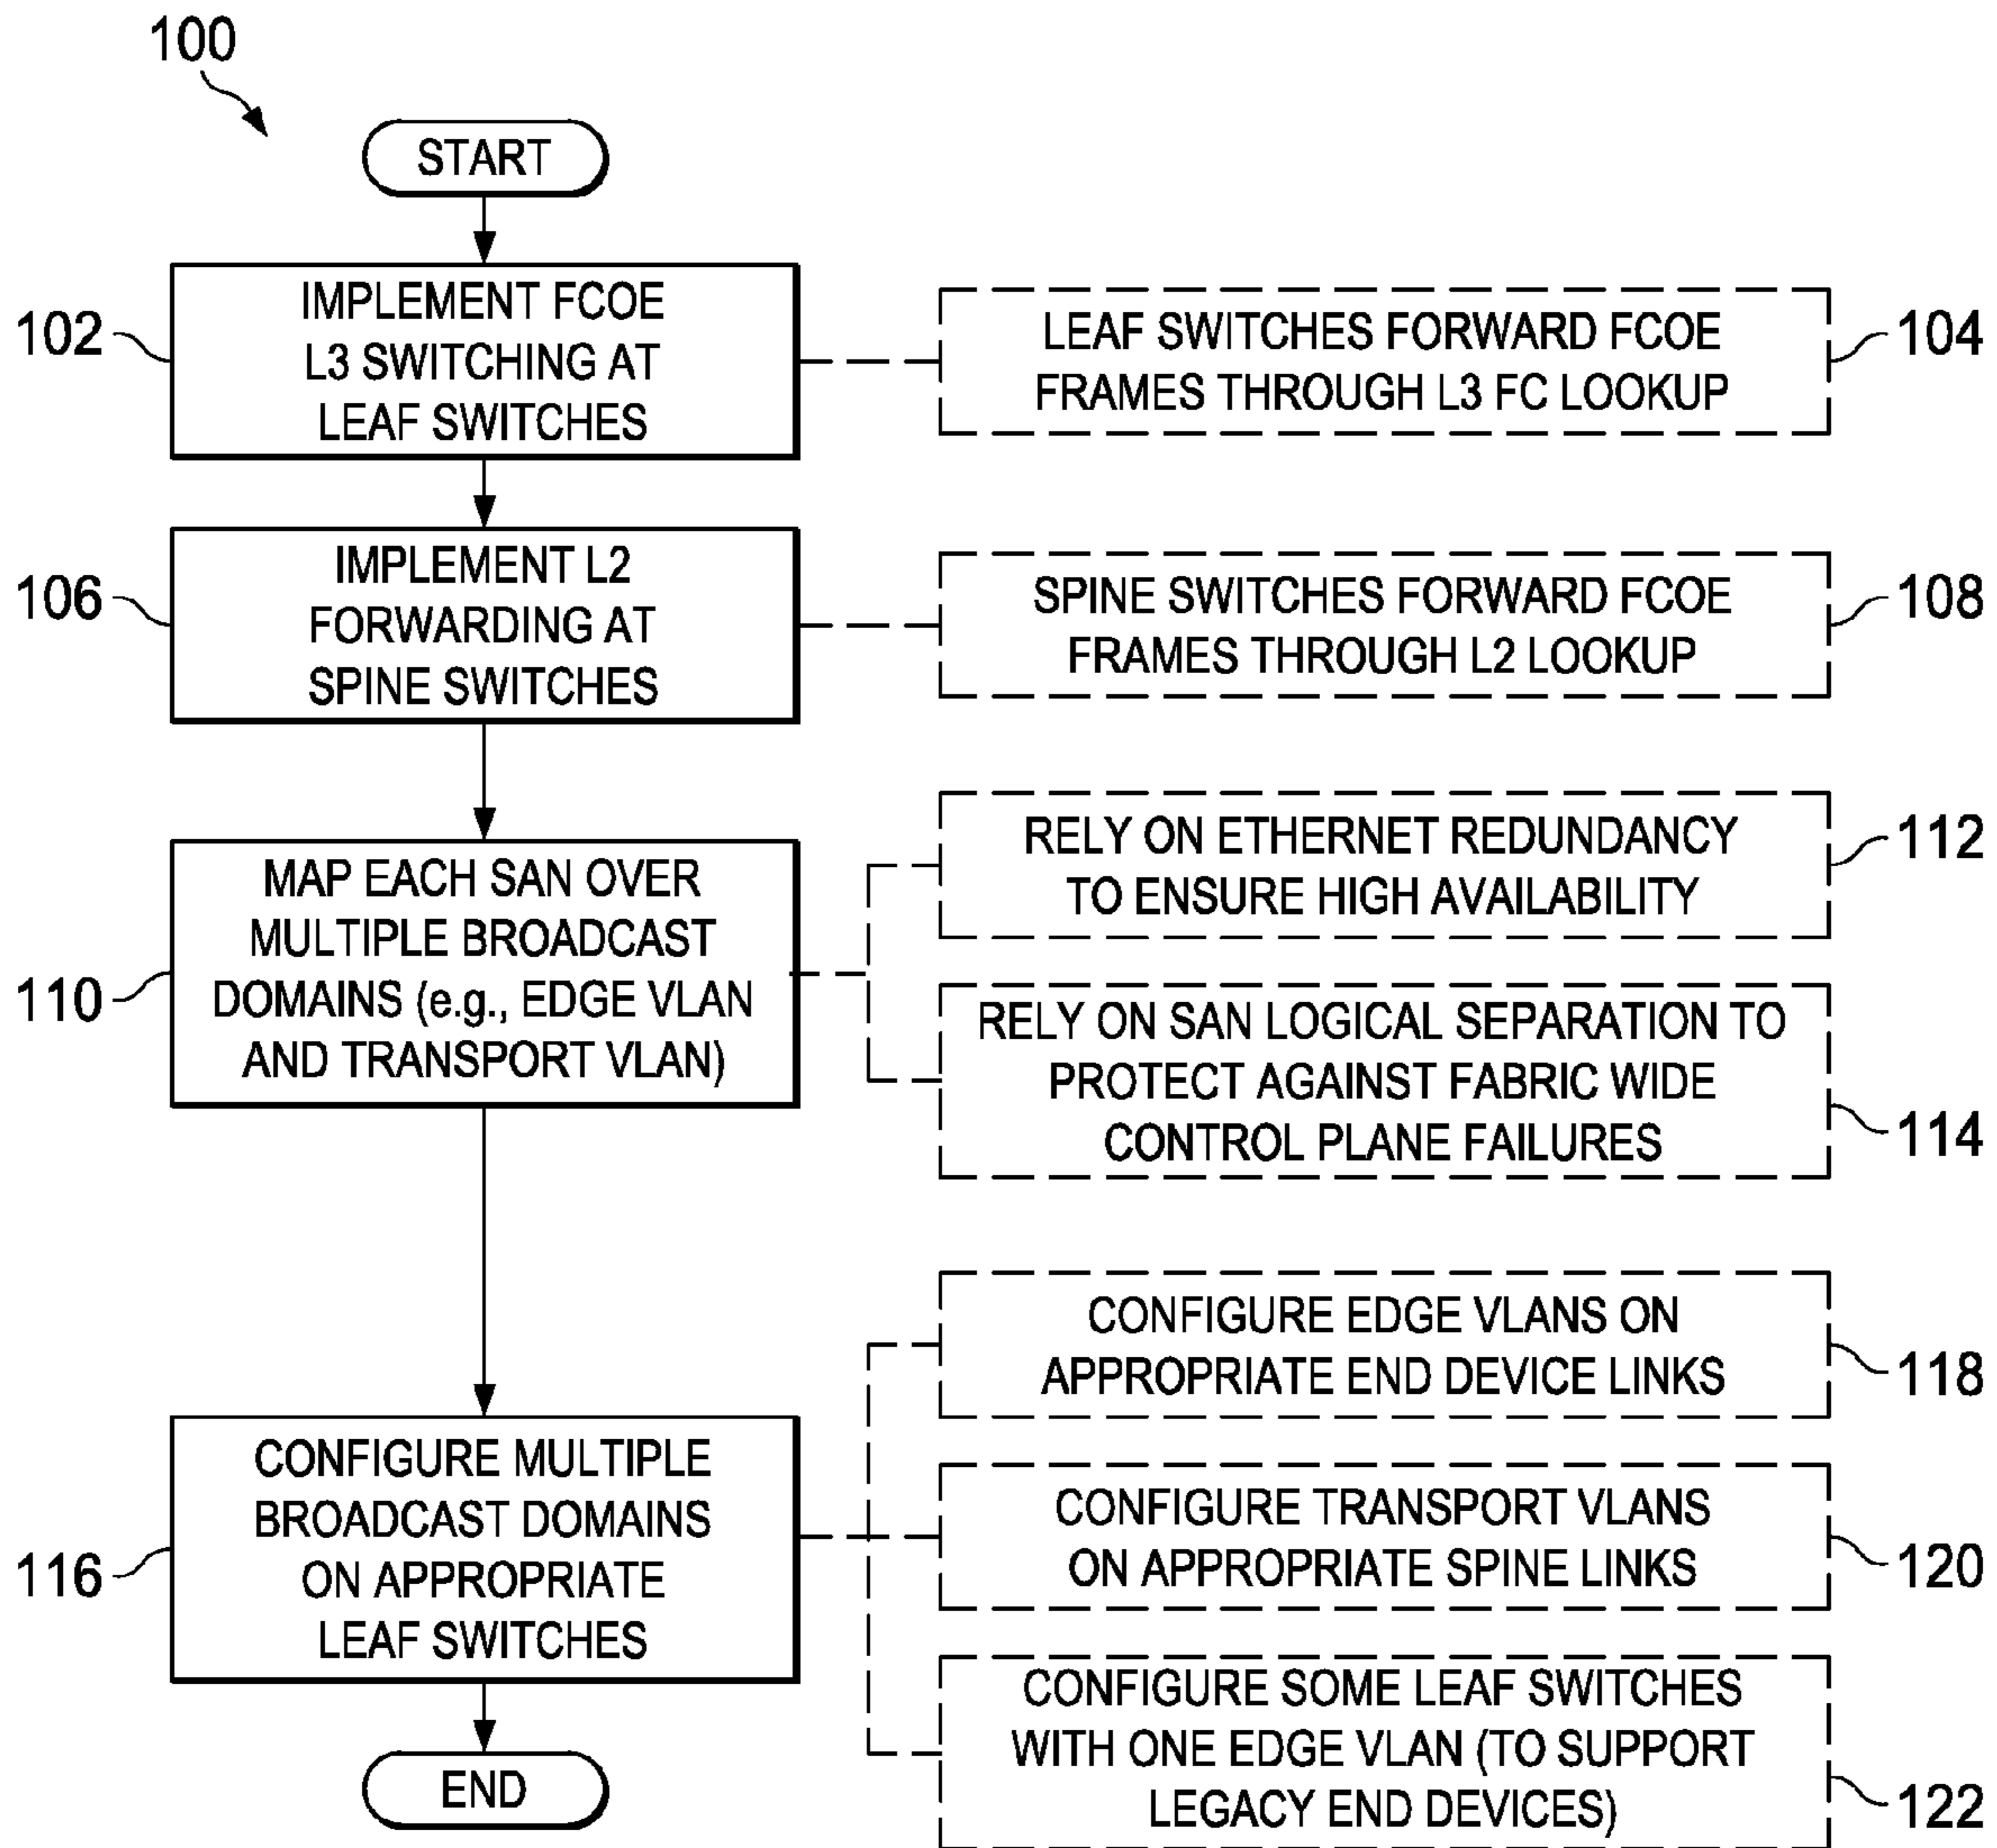 100
START
102
IMPLEMENT FCOE
L3 SWITCHING AT
LEAF SWITCHES
LEAF SWITCHES FORWARD FCOE
FRAMES THROUGH L3 FC LOOKUP
104
106
IMPLEMENT L2
FORWARDING AT
SPINE SWITCHES
SPINE SWITCHES FORWARD FCOE
FRAMES THROUGH L2 LOOKUP
108
110
MAP EACH SAN OVER
MULTIPLE BROADCAST
DOMAINS (e.g., EDGE VLAN
AND TRANSPORT VLAN)
RELY ON ETHERNET REDUNDANCY
TO ENSURE HIGH AVAILABILITY
112
RELY ON SAN LOGICAL SEPARATION TO
PROTECT AGAINST FABRIC WIDE
CONTROL PLANE FAILURES
114
116
CONFIGURE MULTIPLE
BROADCAST DOMAINS
ON APPROPRIATE
LEAF SWITCHES
CONFIGURE EDGE VLANS ON
APPROPRIATE END DEVICE LINKS
118
CONFIGURE TRANSPORT VLANS
ON APPROPRIATE SPINE LINKS
120
CONFIGURE SOME LEAF SWITCHES
WITH ONE EDGE VLAN (TO SUPPORT
LEGACY END DEVICES)
122
END